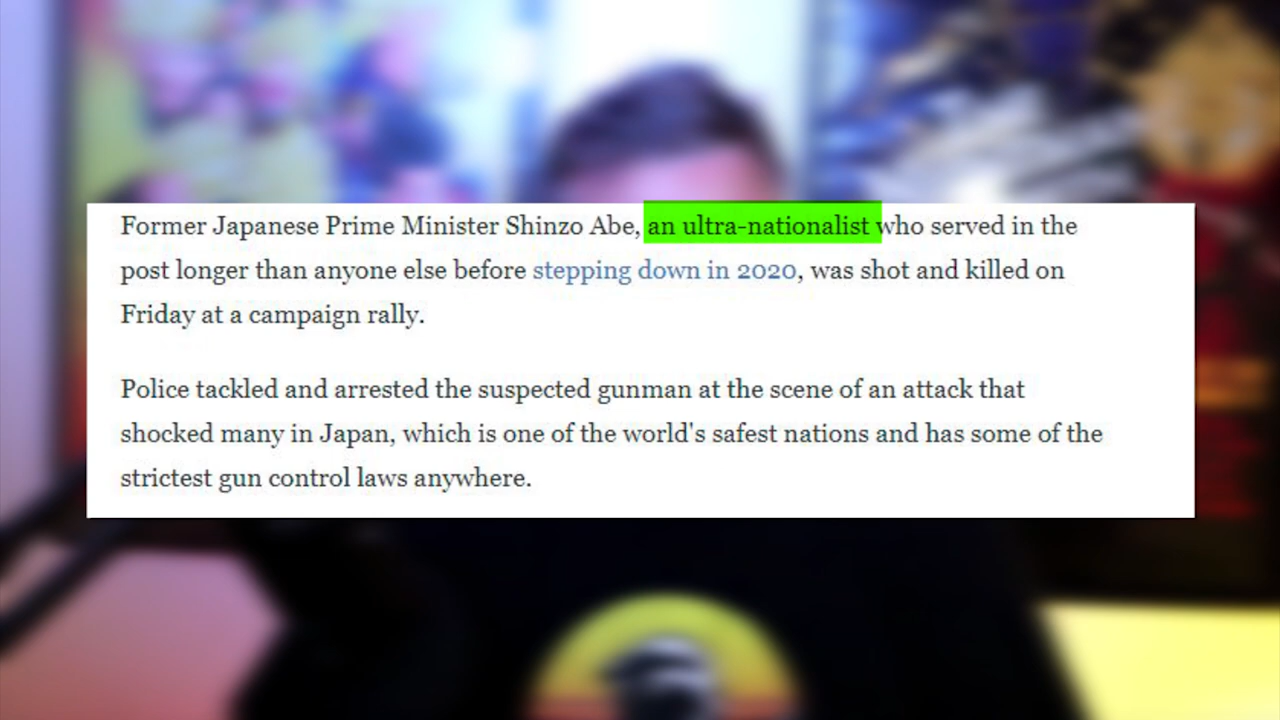 Former Japanese Prime Minister Shinzo Abe, an ultra-nationalist who served in the
post longer than anyone else before stepping down in 2020, was shot and killed on
Friday at a campaign rally.
Police tackled and arrested the suspected gunman at the scene of an attack that
shocked many in Japan, which is one of the world's safest nations and has some of the
strictest gun control laws anywhere.